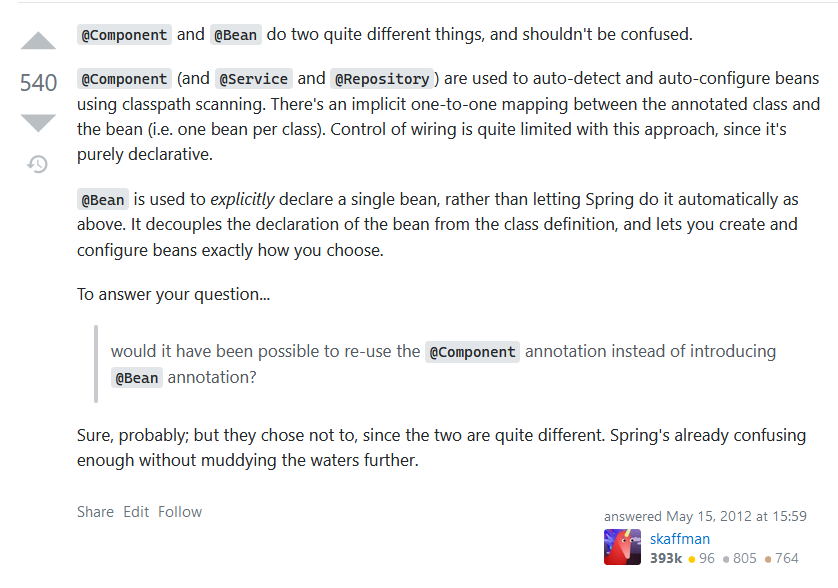 @Component and @Bean do two quite different things, and shouldn't be confused.
540
@Component (and @Service and @Repository) are used to auto-detect and auto-configure beans
using classpath scanning. There's an implicit one-to-one mapping between the annotated class and
the bean (i.e. one bean per class). Control of wiring is quite limited with this approach, since it's
purely declarative.
@Bean is used to explicitly declare a single bean, rather than letting Spring do it automatically as
above. It decouples the declaration of the bean from the class definition, and lets you create and
configure beans exactly how you choose.
To answer your question...
would it have been possible to re-use the @Component annotation instead of introducing
@Bean annotation?
Sure, probably; but they chose not to, since the two are quite different. Spring's already confusing
enough without muddying the waters further.
Share Edit Follow
answered May 15, 2012 at 15:59
skaffman
393k 96 805 764